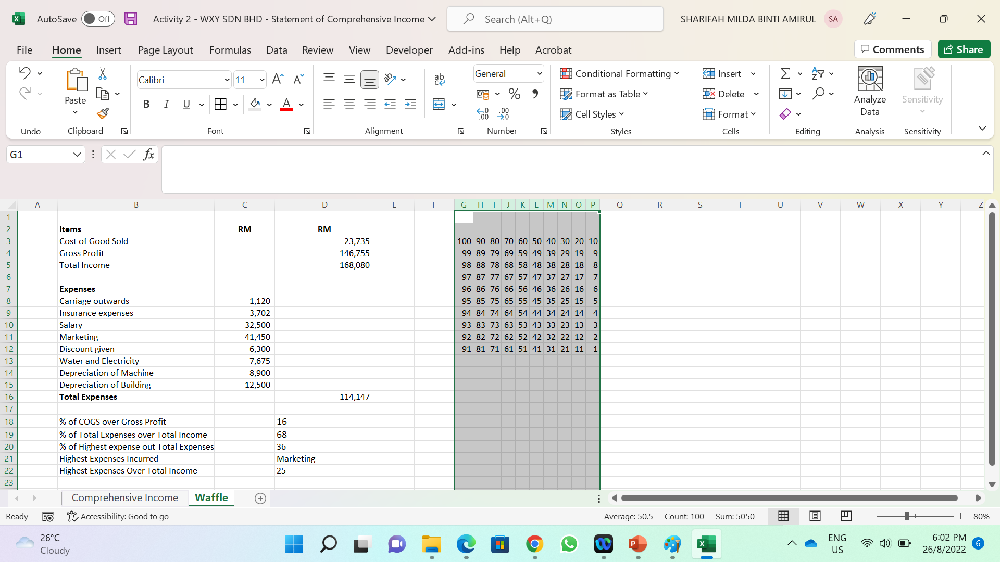 AutoSave Off Activity 2 - WXY SDN BHD - Statement of Comprehensive Income Search (Alt+Q) SHARIFAH MILDA BINTI AMIRUL SA
File Home Insert Page Layout Formulas Data Review View Developer Add-ins Help Acrobat Comments Share
Calibri 11 General Conditional Formatting Insert
Paste Format as Table Delete Analyze Data Sensitivity
B I U Cell Styles Format
Undo Clipboard Font Alignment Number Styles Cells Editing Analysis Sensitivity
G1 fx
A B C D E F G H I J K L M N O P Q R S T U V W X Y Z
1
2 Items RM RM
3 Cost of Good Sold 23,735 100 90 80 70 60 50 40 30 20 10
4 Gross Profit 146,755 99 89 79 69 59 49 39 29 19 9
5 Total Income 168,080 98 88 78 68 58 48 38 28 18 8
6 97 87 77 67 57 47 37 27 17 7
7 Expenses 96 86 76 66 56 46 36 26 16 6
8 Carriage outwards 1,120 95 85 75 65 55 45 35 25 15 5
9 Insurance expenses 3,702 94 84 74 64 54 44 34 24 14 4
10 Salary 32,500 93 83 73 63 53 43 33 23 13 3
11 Marketing 41,450 92 82 72 62 52 42 32 22 12 2
12 Discount given 6,300 91 81 71 61 51 41 31 21 11 1
13 Water and Electricity 7,675
14 Depreciation of Machine 8,900
15 Depreciation of Building 12,500
16 Total Expenses 114,147
17
18 % of COGS over Gross Profit 16
19 % of Total Expenses over Total Income 68
20 % of Highest expense out Total Expenses 36
21 Highest Expenses Incurred Marketing
22 Highest Expenses Over Total Income 25
23
Comprehensive Income Waffle
Ready Accessibility: Good to go Average: 50.5 Count: 100 Sum: 5050 80%
26°C ENG 6:02 PM
Cloudy US 26/8/2022 6